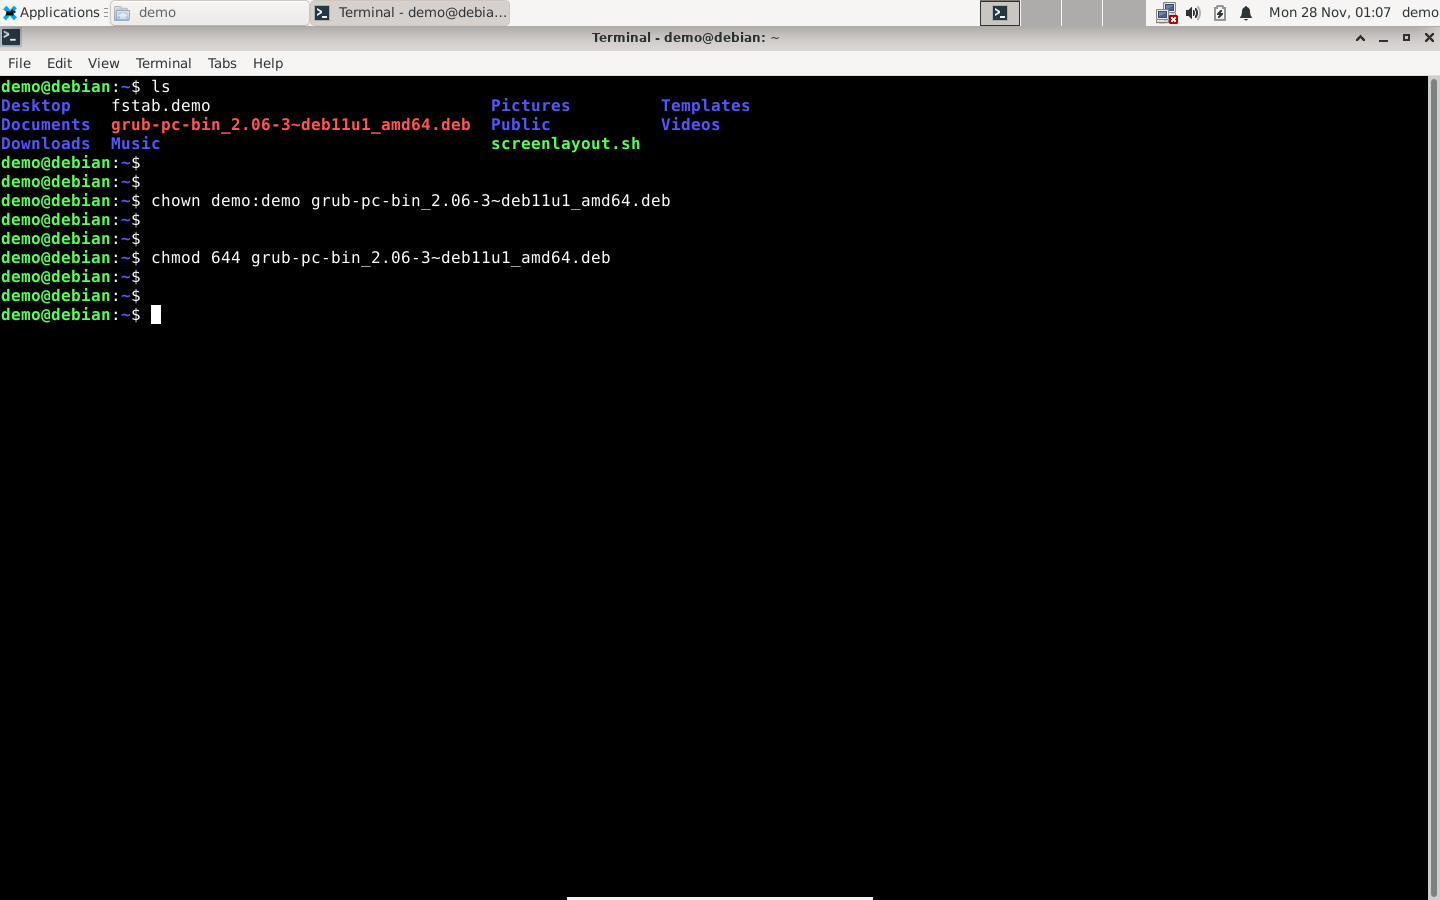 Applications demo Terminal - demo@debia... Mon 28 Nov, 01:07 demo
Terminal - demo@debian: ~
File Edit View Terminal Tabs Help
demo@debian:~$ ls
Desktop fstab.demo Pictures Templates
Documents grub-pc-bin_2.06-3~deb11u1_amd64.deb Public Videos
Downloads Music screenlayout.sh
demo@debian:~$
demo@debian:~$
demo@debian:~$ chown demo:demo grub-pc-bin_2.06-3~deb11u1_amd64.deb
demo@debian:~$
demo@debian:~$
demo@debian:~$ chmod 644 grub-pc-bin_2.06-3~deb11u1_amd64.deb
demo@debian:~$
demo@debian:~$
demo@debian:~$